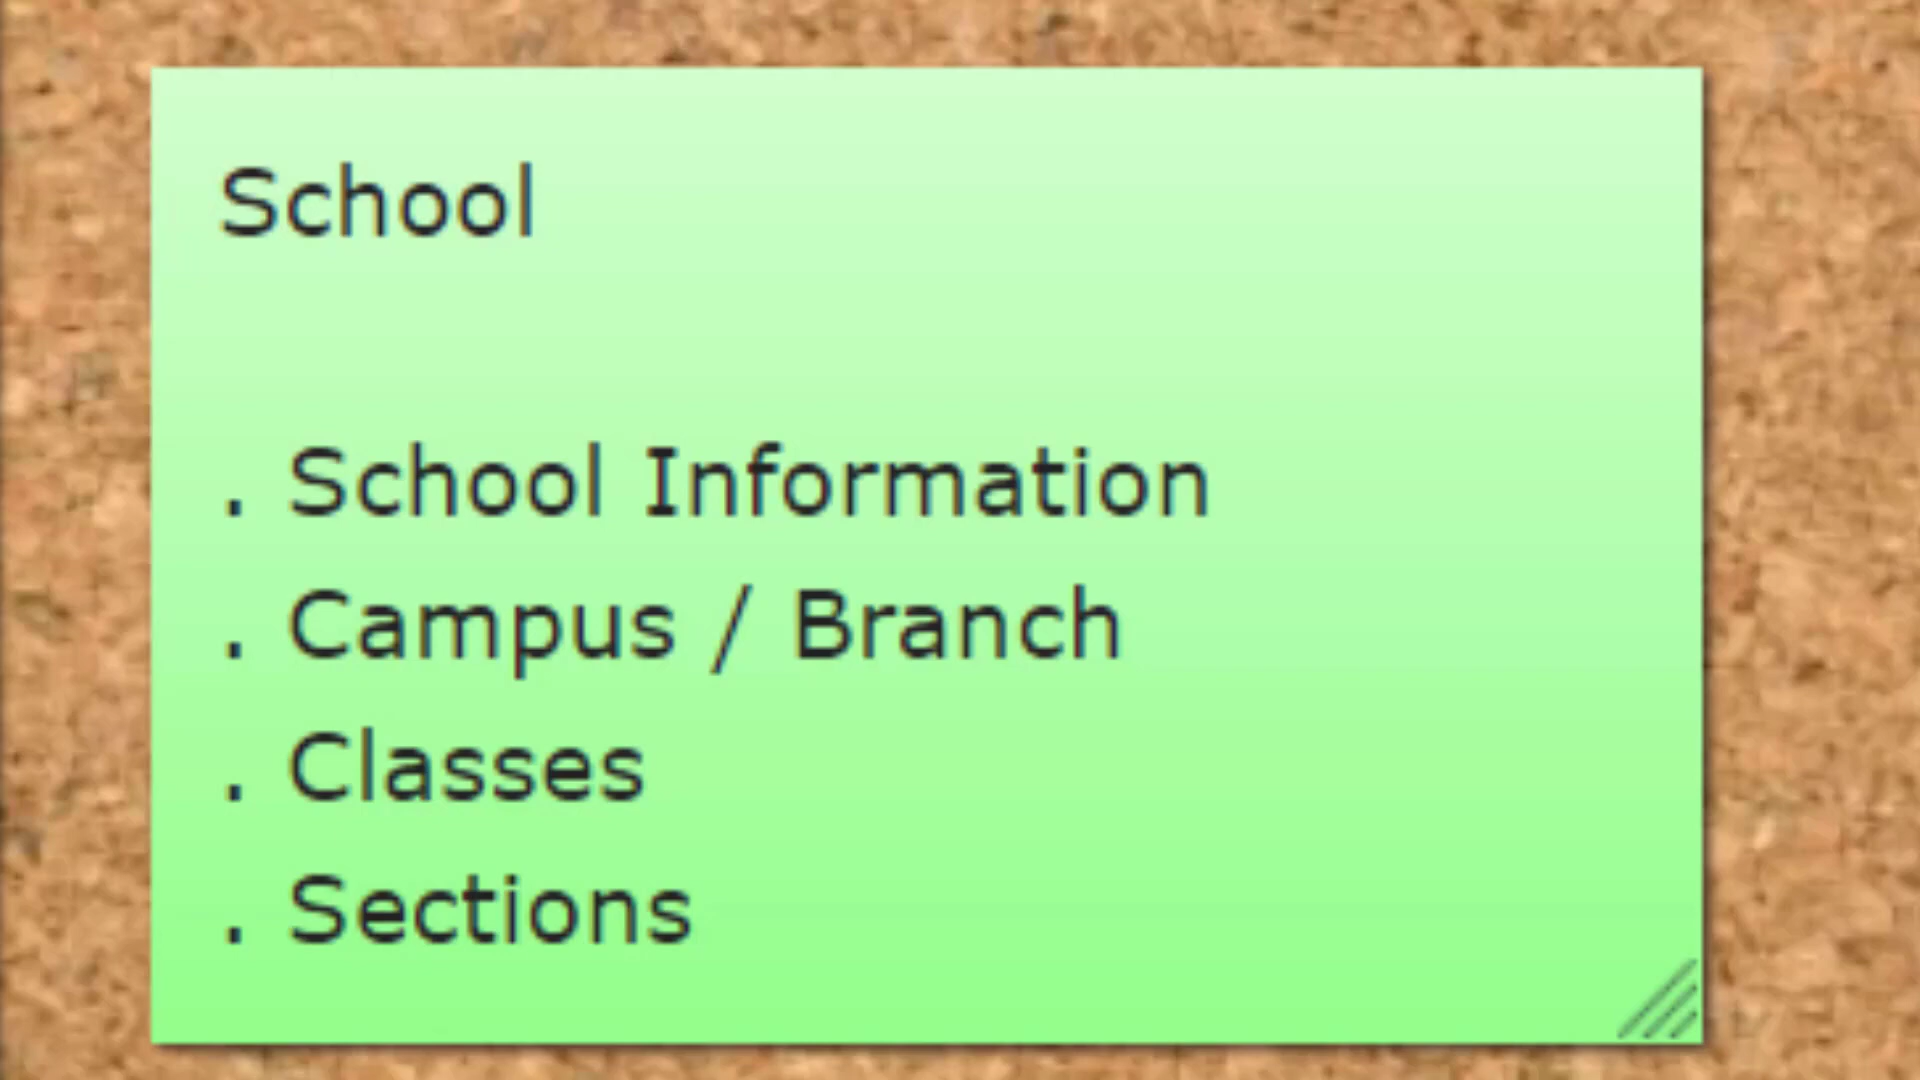 School
. School Information
. Campus / Branch
. Classes
. Sections